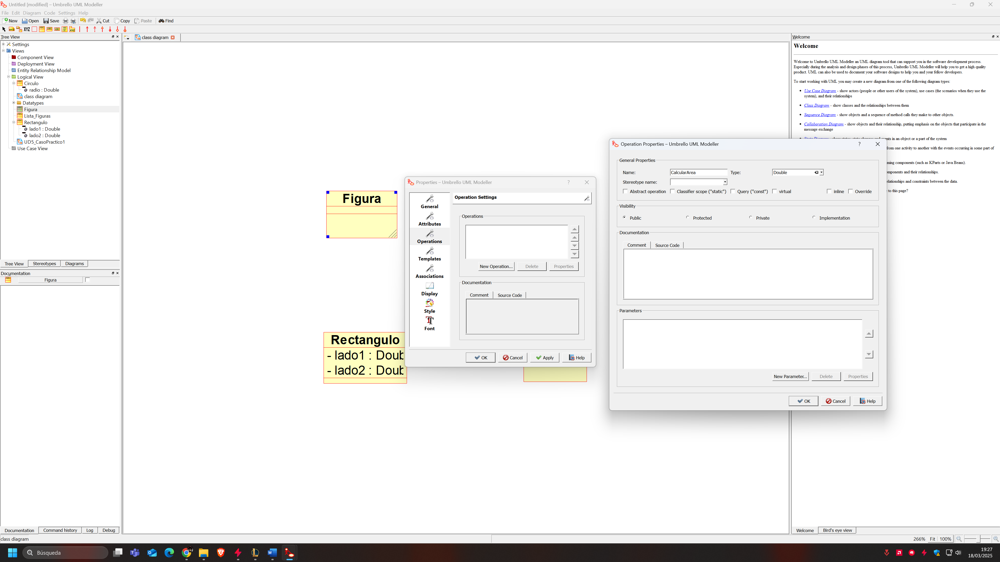 Untitled [modified] – Umbrello UML Modeller
File Edit Diagram Code Settings Help
New Open Save Cut Copy Paste Find
XYZ
Tree View
Settings
Views
Component View
Deployment View
Entity Relationship Model
Logical View
Circulo
radio : Double
class diagram
Datatypes
Figura
Lista_Figuras
Rectangulo
lado1 : Double
lado2 : Double
UD5_CasoPractico1
Use Case View
Tree View Stereotypes Diagrams
Documentation
Figura
Documentation Command history Log Debug
class diagram
class diagram
Figura
Rectangulo
- lado1 : Doub
- lado2 : Doub
Properties – Umbrello UML Modeller
General
Attributes
Operations
Templates
Associations
Display
Style
Font
Operation Settings
Operations
New Operation... Delete Properties
Documentation
Comment Source Code
OK Cancel Apply Help
Operation Properties – Umbrello UML Modeller
General Properties
Name: CalcularArea Type: Double
Stereotype name:
Abstract operation Classifier scope ("static") Query ("const") virtual inline Override
Visibility
Public Protected Private Implementation
Documentation
Comment Source Code
Parameters
New Parameter... Delete Properties
OK Cancel Help
Welcome
Welcome
Welcome to Umbrello UML Modeller an UML diagram tool that can support you in the software development process.
Especially during the analysis and design phases of this process, Umbrello UML Modeller will help you to get a high quality
product. UML can also be used to document your software designs to help you and your fellow developers.
To start working with UML you may create a new diagram from one of the following diagram types:
Use Case Diagram - show actors (people or other users of the system), use cases (the scenarios when they use the
system), and their relationships
Class Diagram - show classes and the relationships between them
Sequence Diagram - show objects and a sequence of method calls they make to other objects.
Collaboration Diagram - show objects and their relationship, putting emphasis on the objects that participate in the
message exchange
State Diagram - show states, state changes and events in an object or a part of the system
from one activity to another with the events occurring in some part of
ming components (such as KParts or Java Beans).
mponents and their relationships.
elationships and constraints between the data.
to this page?
Welcome Bird's eye view
266% Fit 100%
Búsqueda
19:27
18/03/2025